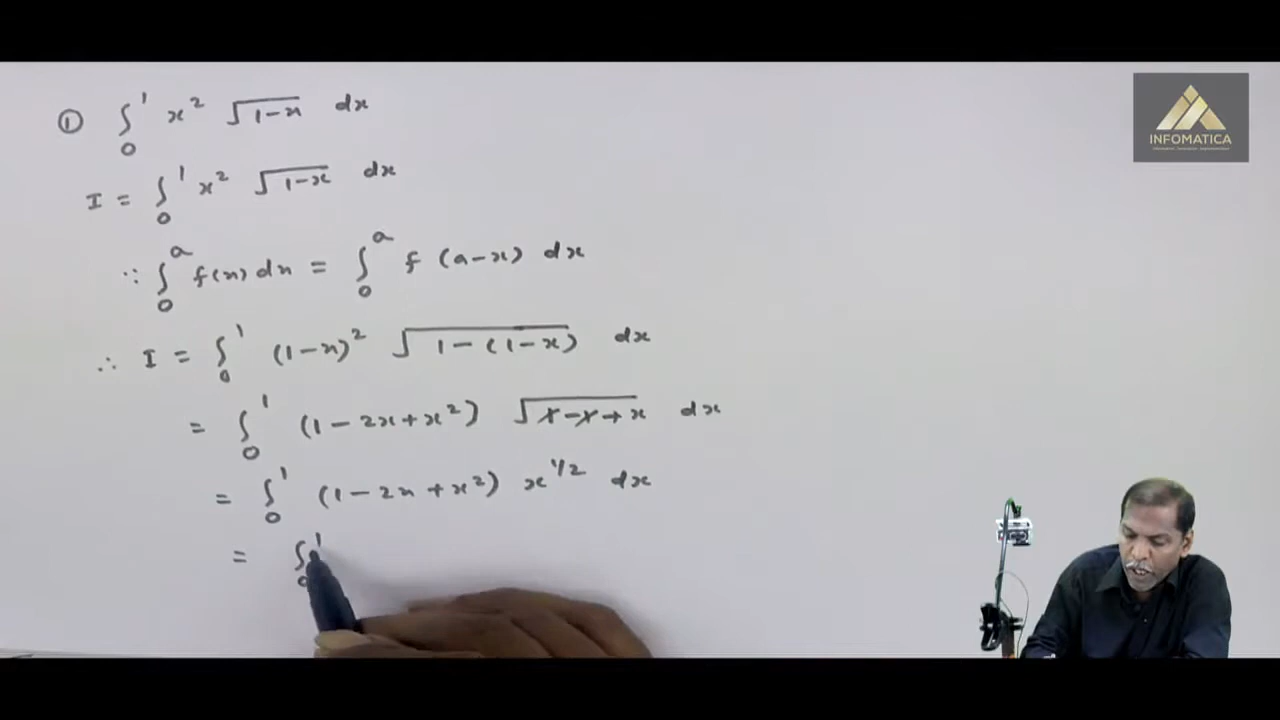 ① ∫₀¹ x² √(1-x) dx
I = ∫₀¹ x² √(1-x) dx
∵ ∫₀ᵃ f(x) dx = ∫₀ᵃ f (a-x) dx
∴ I = ∫₀¹ (1-x)² √(1-(1-x)) dx
= ∫₀¹ (1-2x+x²) √(1-1+x) dx
= ∫₀¹ (1-2x+x²) x^1/2 dx
= ∫₀¹
INFOMATICA